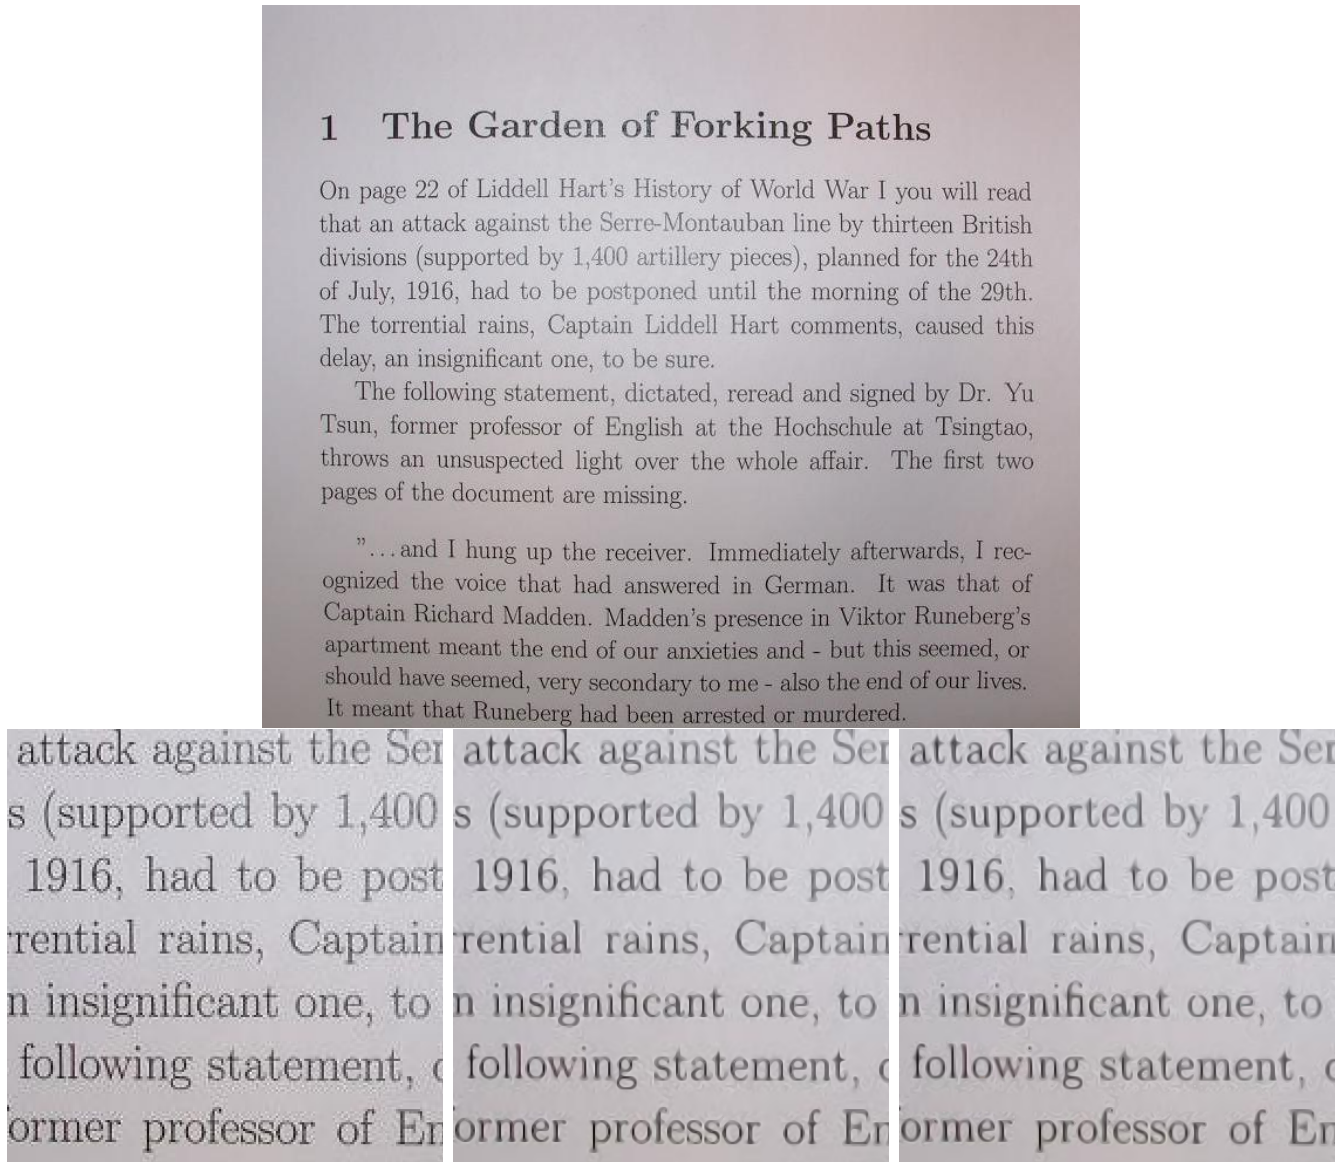 1 The Garden of Forking Paths
On page 22 of Liddell Hart's History of World War I you will read
that an attack against the Serre-Montauban line by thirteen British
divisions (supported by 1,400 artillery pieces), planned for the 24th
of July, 1916, had to be postponed until the morning of the 29th.
The torrential rains, Captain Liddell Hart comments, caused this
delay, an insignificant one, to be sure.
The following statement, dictated, reread and signed by Dr. Yu
Tsun, former professor of English at the Hochschule at Tsingtao,
throws an unsuspected light over the whole affair. The first two
pages of the document are missing.
"...and I hung up the receiver. Immediately afterwards, I rec-
ognized the voice that had answered in German. It was that of
Captain Richard Madden. Madden's presence in Viktor Runeberg's
apartment meant the end of our anxieties and - but this seemed, or
should have seemed, very secondary to me - also the end of our lives.
It meant that Runeberg had been arrested or murdered.
attack against the Ser
s (supported by 1,400
1916, had to be post
rential rains, Captain
n insignificant one, to
following statement, d
ormer professor of En
attack against the Ser
s (supported by 1,400
1916, had to be post
rential rains, Captain
n insignificant one, to
following statement, d
ormer professor of En
attack against the Ser
s (supported by 1,400
1916, had to be post
rential rains, Captain
n insignificant one, to
following statement, d
ormer professor of En